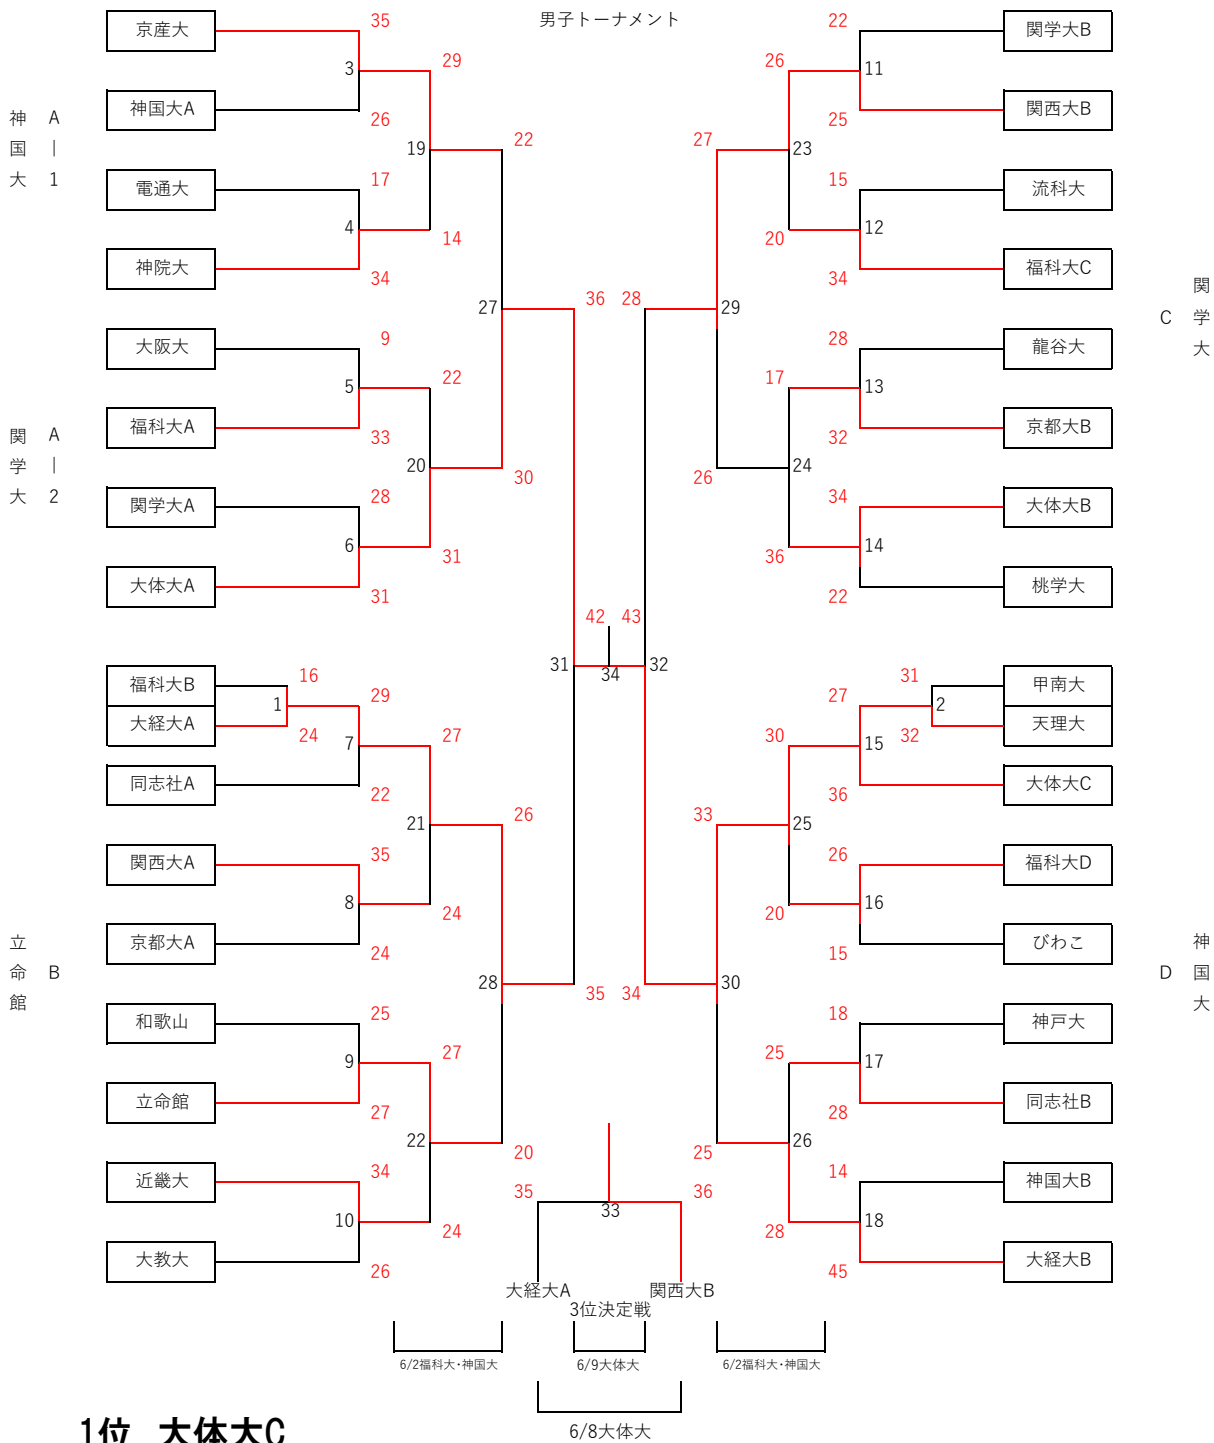 男子トーナメント
神国大
A-1
関学大
A-2
立命館
B
京産大
35
3
神国大A
26
29
19
電通大
17
4
神院大
34
14
22
27
大阪大
9
5
福科大A
33
22
20
関学大A
28
6
大体大A
31
31
30
36
31
福科大B
16
1
大経大A
24
29
7
同志社A
22
27
21
関西大A
35
8
京都大A
24
24
26
28
和歌山
25
9
立命館
27
27
22
近畿大
34
10
大教大
26
24
20
35
42
43
34
28
32
34
関学大B
22
11
関西大B
25
26
23
流科大
15
12
福科大C
34
20
27
29
龍谷大
28
13
京都大B
32
17
24
大体大B
34
14
桃学大
22
36
26
甲南大
31
2
天理大
32
27
15
大体大C
36
30
25
福科大D
26
16
びわこ
15
20
33
30
神戸大
18
17
同志社B
28
25
26
神国大B
14
18
大経大B
45
28
25
C
関学大
D
神国大
35
36
33
大経大A
関西大B
3位決定戦
6/2福科大・神国大
6/9大体大
6/2福科大・神国大
6/8大体大
1位 大体大C